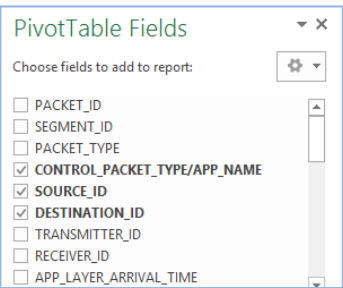 PivotTable Fields
Choose fields to add to report:
PACKET_ID
SEGMENT_ID
PACKET_TYPE
CONTROL_PACKET_TYPE/APP_NAME
SOURCE_ID
DESTINATION_ID
TRANSMITTER_ID
RECEIVER_ID
APP_LAYER_ARRIVAL_TIME